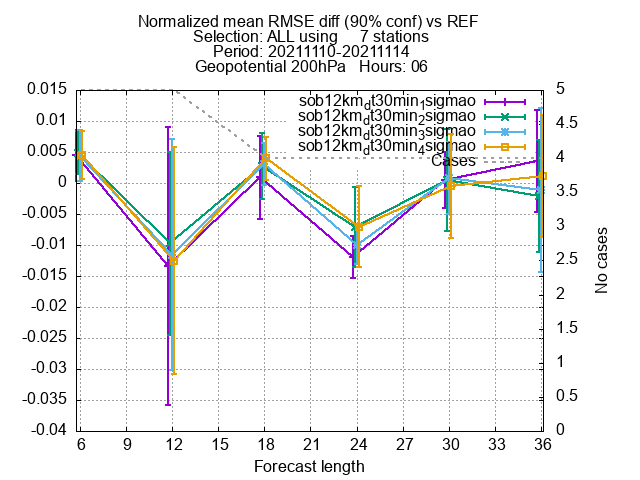 Normalized mean RMSE diff (90% conf) vs REF
Selection: ALL using 7 stations
Period: 20211110-20211114
Geopotential 200hPa Hours: 06
0.015 5
sob12km_dt30min_1sigmao
0.01 4.5
sob12km_dt30min_2sigmao
sob12km_dt30min_3sigmao
0.005 sob12km_dt30min_4sigmao 4
Cases
0 3.5
-0.005 3
-0.01
-0.015 2.5
-0.02 2
-0.025 1.5
-0.03 1
-0.035 0.5
-0.04 0
No cases
6 9 12 15 18 21 24 27 30 33 36
Forecast length